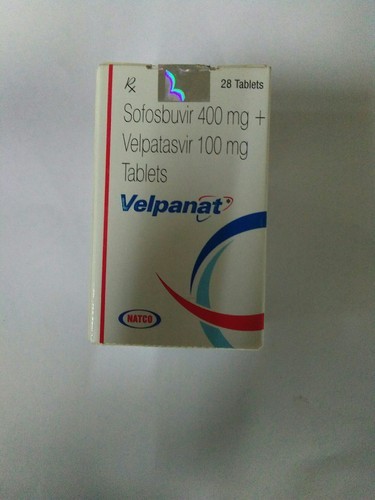 ℞
28 Tablets
Sofosbuvir 400 mg +
Velpatasvir 100 mg
Tablets
Velpanat
NATCO